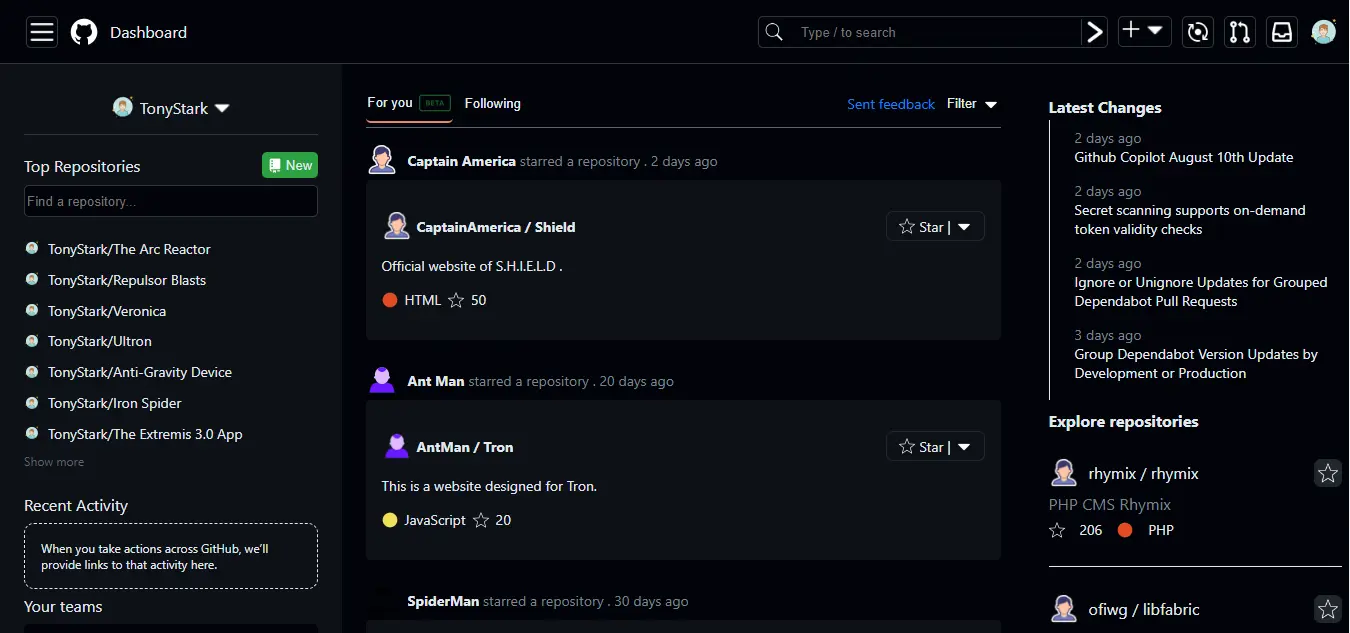 Dashboard
Type / to search
TonyStark
Top Repositories
New
Find a repository...
TonyStark/The Arc Reactor
TonyStark/Repulsor Blasts
TonyStark/Veronica
TonyStark/Ultron
TonyStark/Anti-Gravity Device
TonyStark/Iron Spider
TonyStark/The Extremis 3.0 App
Show more
Recent Activity
When you take actions across GitHub, we'll
provide links to that activity here.
Your teams
For you BETA Following
Sent feedback Filter
Captain America starred a repository . 2 days ago
CaptainAmerica / Shield
Star |
Official website of S.H.I.E.L.D .
HTML 50
Ant Man starred a repository . 20 days ago
AntMan / Tron
Star |
This is a website designed for Tron.
JavaScript 20
SpiderMan starred a repository . 30 days ago
Latest Changes
2 days ago
Github Copilot August 10th Update
2 days ago
Secret scanning supports on-demand
token validity checks
2 days ago
Ignore or Unignore Updates for Grouped
Dependabot Pull Requests
3 days ago
Group Dependabot Version Updates by
Development or Production
Explore repositories
rhymix / rhymix
PHP CMS Rhymix
206 PHP
ofiwg / libfabric